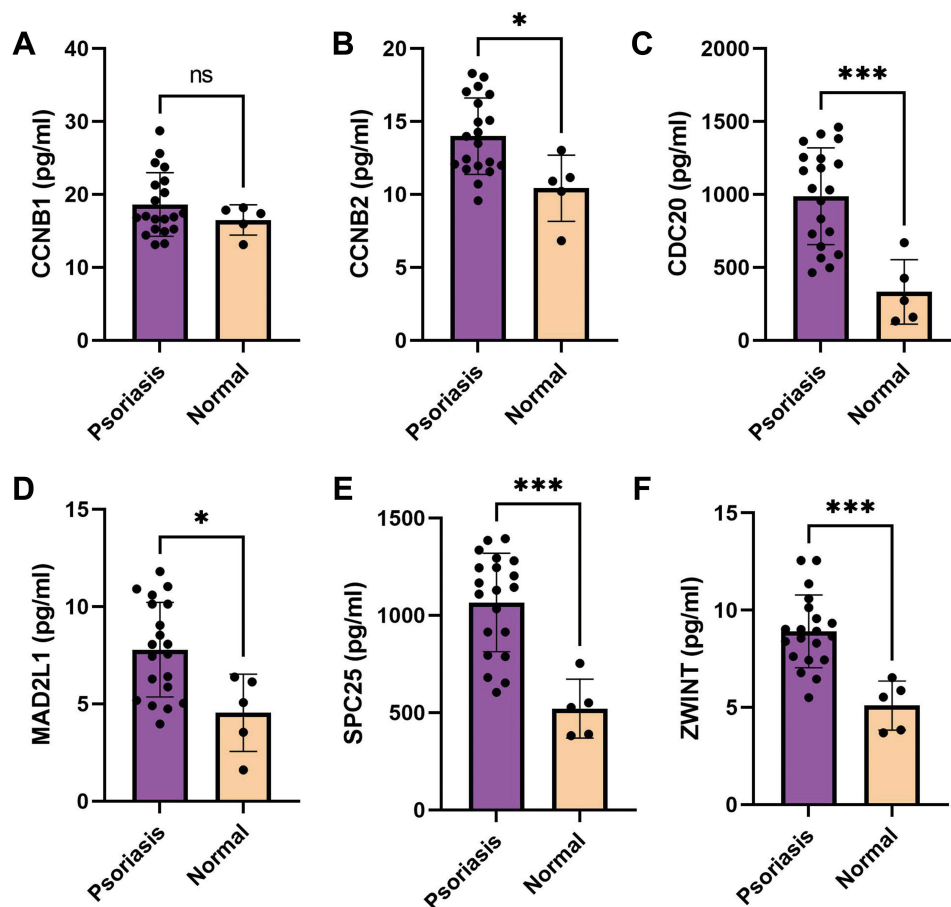 A
CCNB1 (pg/ml)
40
30
20
10
0
ns
Psoriasis
Normal
B
CCNB2 (pg/ml)
20
15
10
5
0
*
Psoriasis
Normal
C
CDC20 (pg/ml)
2000
1500
1000
500
0
***
Psoriasis
Normal
D
MAD2L1 (pg/ml)
15
10
5
0
*
Psoriasis
Normal
E
SPC25 (pg/ml)
1500
1000
500
0
***
Psoriasis
Normal
F
ZWINT (pg/ml)
15
10
5
0
***
Psoriasis
Normal